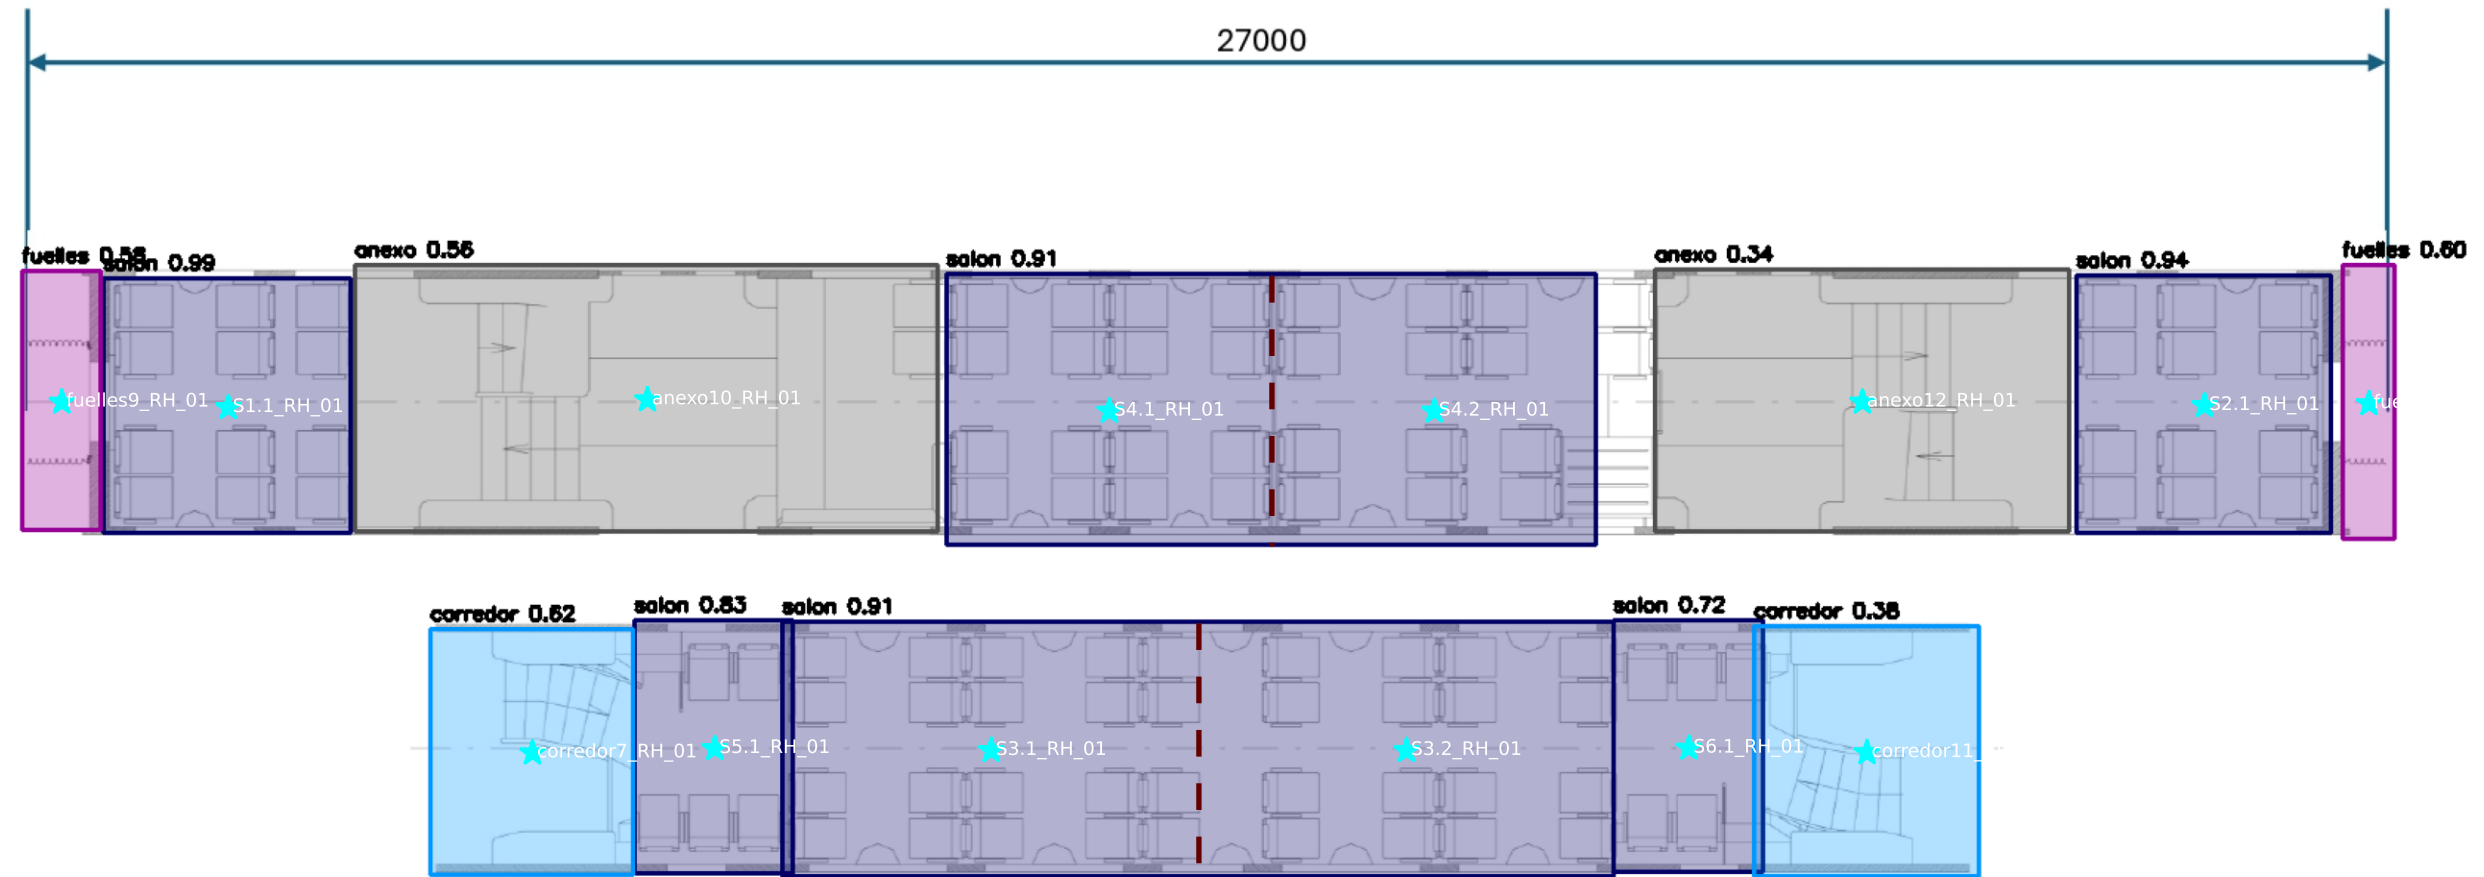 27000
fuelles 0.58
salon 0.99
anexo 0.56
salon 0.91
anexo 0.34
salon 0.94
fuelles 0.60
fuelles9_RH_01
S1.1_RH_01
anexo10_RH_01
S4.1_RH_01
S4.2_RH_01
anexo12_RH_01
S2.1_RH_01
fue
corredor 0.62
salon 0.83
salon 0.91
salon 0.72
corredor 0.38
corredor7_RH_01
S5.1_RH_01
S3.1_RH_01
S3.2_RH_01
S6.1_RH_01
corredor11_